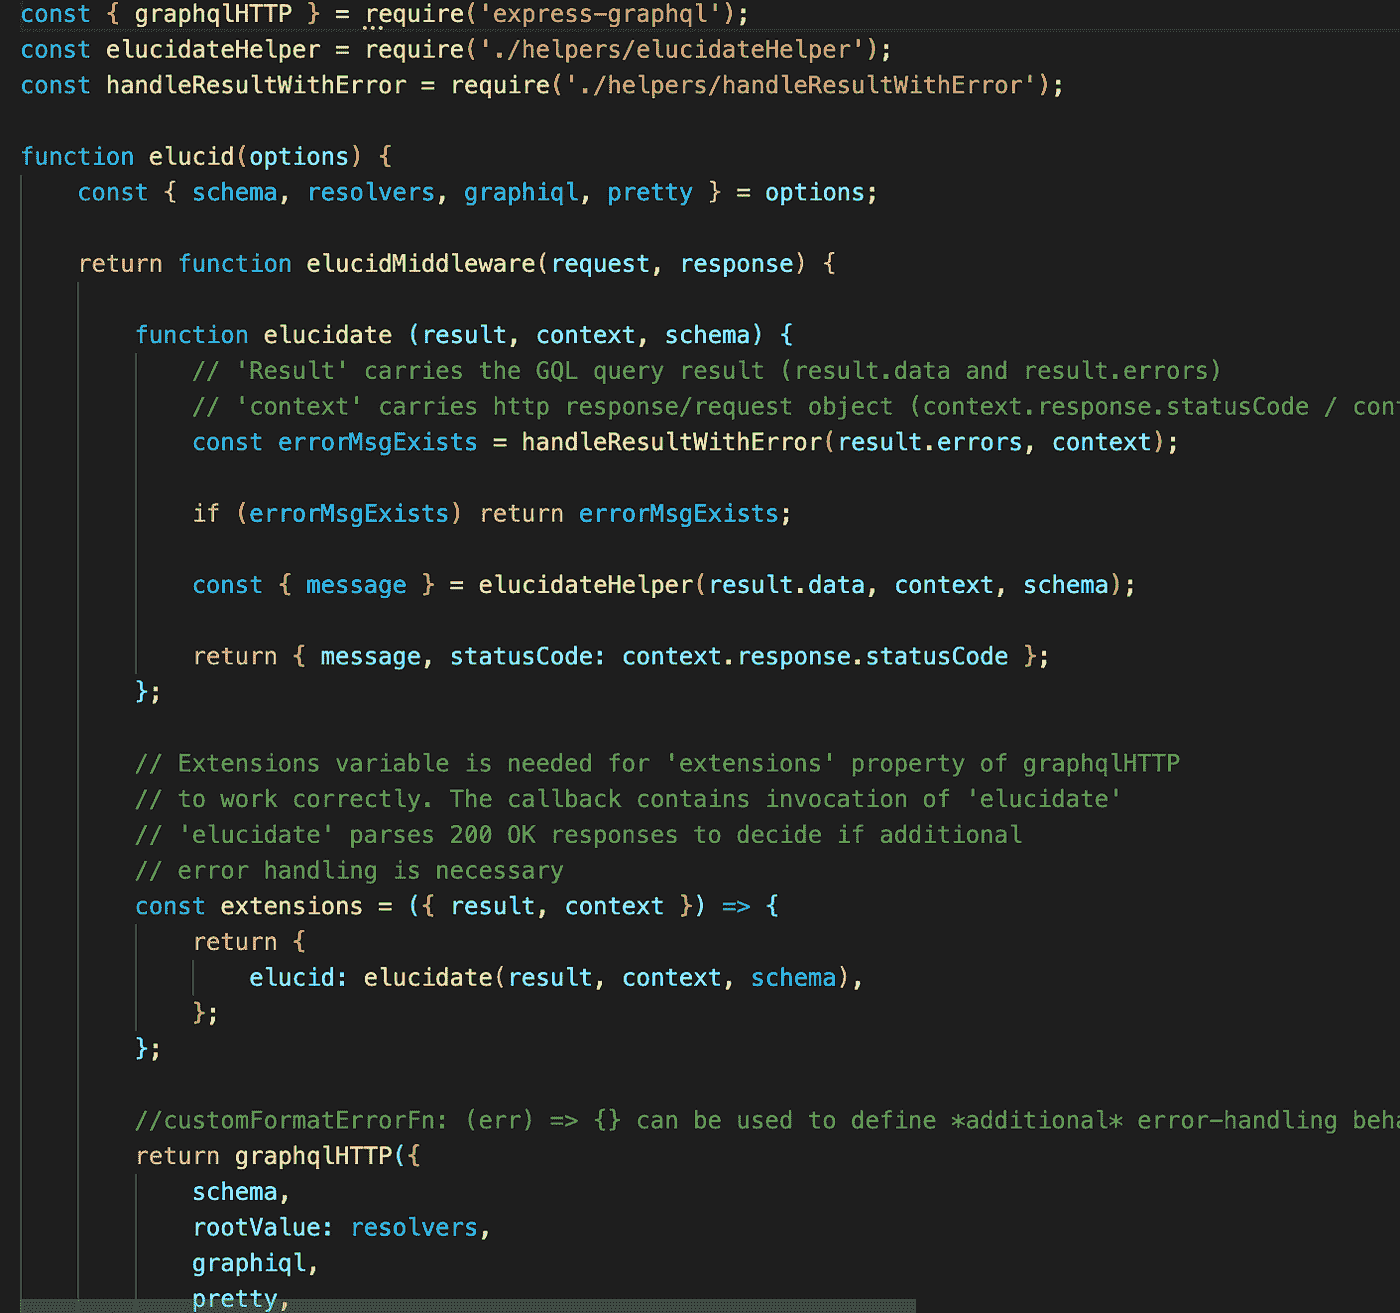 const { graphqlHTTP } = require('express-graphql');
const elucidateHelper = require('./helpers/elucidateHelper');
const handleResultWithError = require('./helpers/handleResultWithError');
function elucid(options) {
const { schema, resolvers, graphiql, pretty } = options;
return function elucidMiddleware(request, response) {
function elucidate (result, context, schema) {
// 'Result' carries the GQL query result (result.data and result.errors)
// 'context' carries http response/request object (context.response.statusCode / con
const errorMsgExists = handleResultWithError(result.errors, context);
if (errorMsgExists) return errorMsgExists;
const { message } = elucidateHelper(result.data, context, schema);
return { message, statusCode: context.response.statusCode };
};
// Extensions variable is needed for 'extensions' property of graphqlHTTP
// to work correctly. The callback contains invocation of 'elucidate'
// 'elucidate' parses 200 OK responses to decide if additional
// error handling is necessary
const extensions = ({ result, context }) => {
return {
elucid: elucidate(result, context, schema),
};
};
//customFormatErrorFn: (err) => {} can be used to define *additional* error-handling beh
return graphqlHTTP({
schema,
rootValue: resolvers,
graphiql,
pretty,